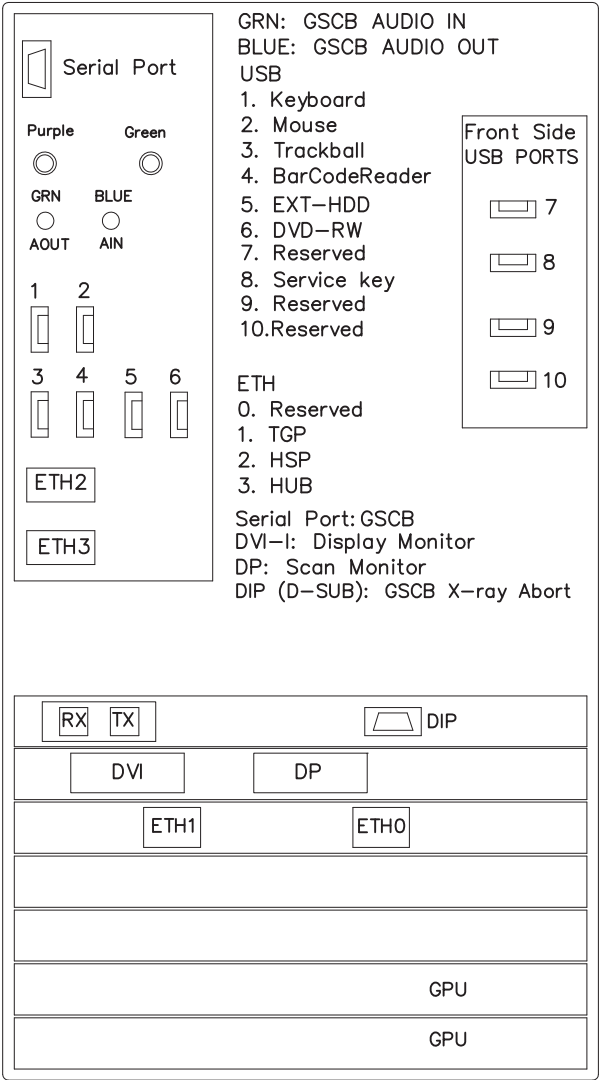 Serial Port
Purple Green
GRN BLUE
AOUT AIN
1 2
3 4 5 6
ETH2
ETH3
GRN: GSCB AUDIO IN
BLUE: GSCB AUDIO OUT
USB
1. Keyboard
2. Mouse
3. Trackball
4. BarCodeReader
5. EXT-HDD
6. DVD-RW
7. Reserved
8. Service key
9. Reserved
10.Reserved
ETH
0. Reserved
1. TGP
2. HSP
3. HUB
Serial Port: GSCB
DVI-I: Display Monitor
DP: Scan Monitor
DIP (D-SUB): GSCB X-ray Abort
Front Side
USB PORTS
7
8
9
10
RX TX DIP
DVI DP
ETH1 ETH0
GPU
GPU